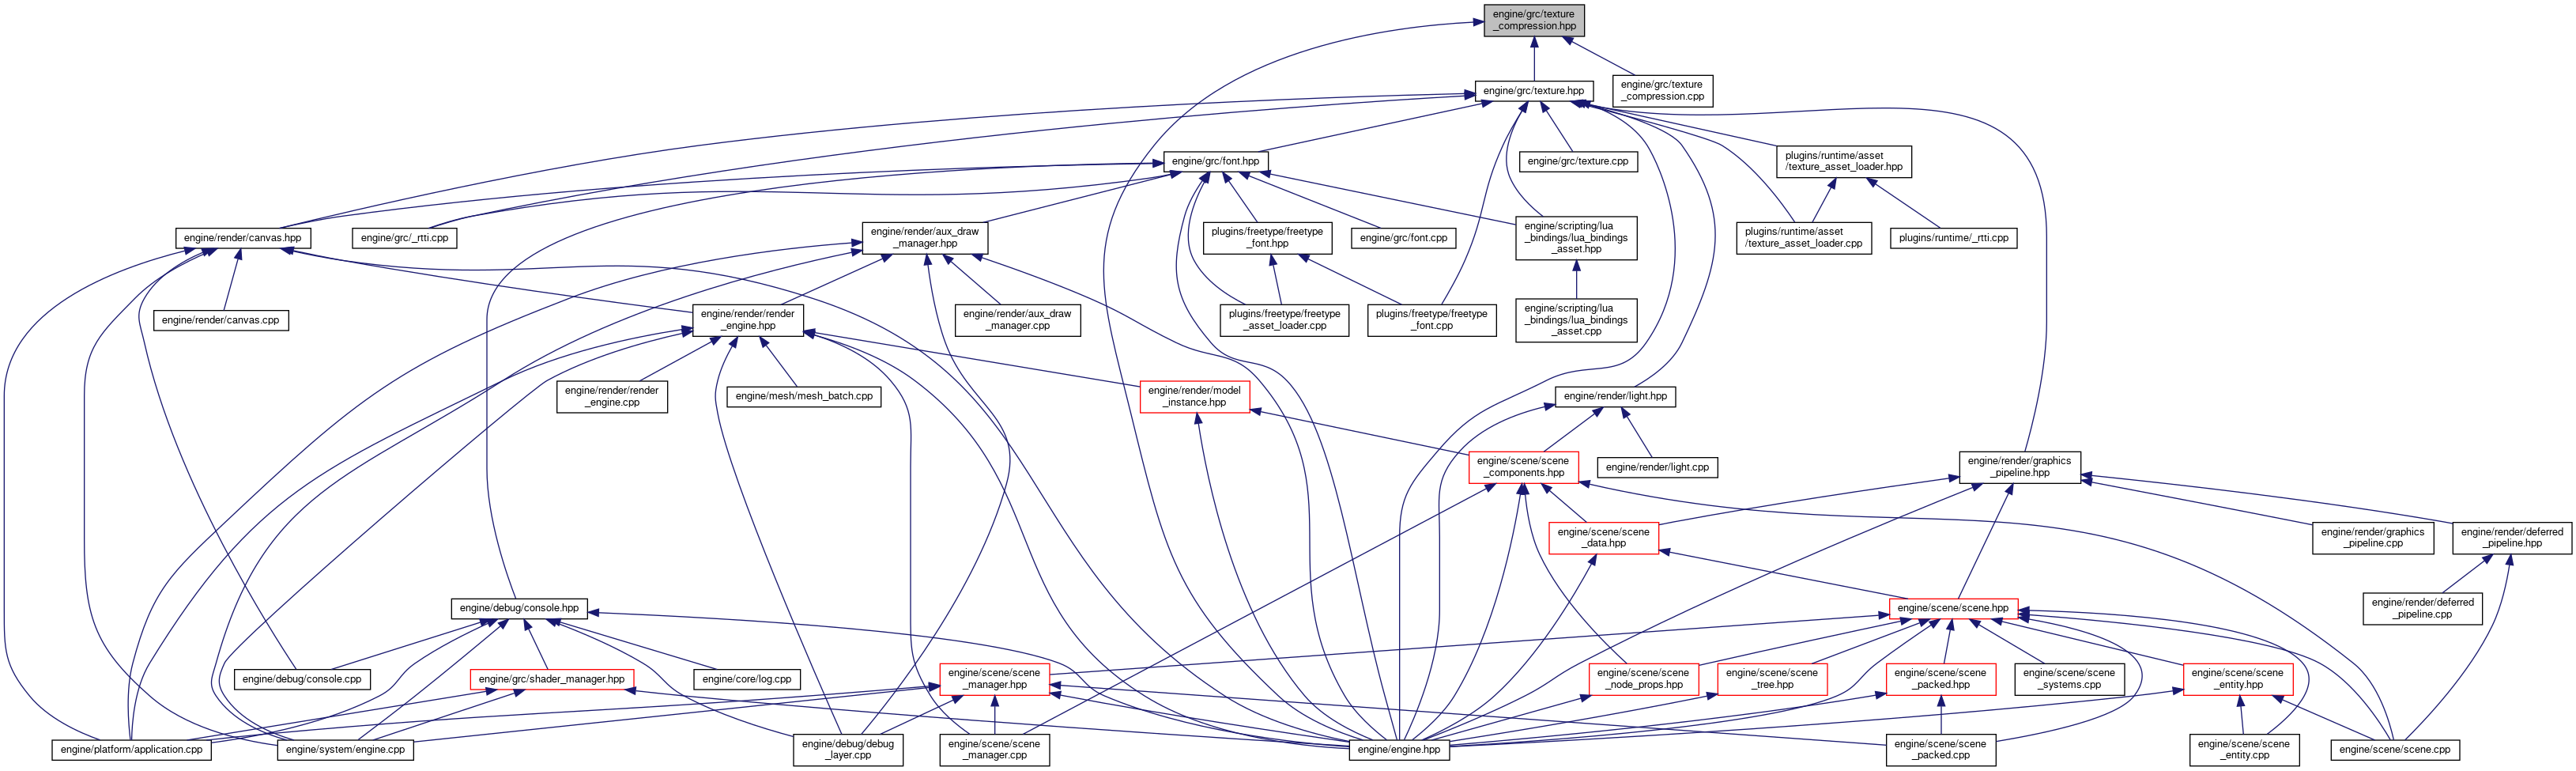 engine/grc/texture
_compression.hpp
engine/grc/texture.hpp
engine/grc/texture
_compression.cpp
engine/grc/font.hpp
engine/grc/texture.cpp
plugins/runtime/asset
/texture_asset_loader.hpp
engine/render/canvas.hpp
engine/grc/_rtti.cpp
engine/render/aux_draw
_manager.hpp
plugins/freetype/freetype
_font.hpp
engine/grc/font.cpp
engine/scripting/lua
_bindings/lua_bindings
_asset.hpp
plugins/runtime/asset
/texture_asset_loader.cpp
plugins/runtime/_rtti.cpp
engine/render/canvas.cpp
engine/render/render
_engine.hpp
engine/render/aux_draw
_manager.cpp
plugins/freetype/freetype
_asset_loader.cpp
plugins/freetype/freetype
_font.cpp
engine/scripting/lua
_bindings/lua_bindings
_asset.cpp
engine/render/render
_engine.cpp
engine/mesh/mesh_batch.cpp
engine/render/model
_instance.hpp
engine/render/light.hpp
engine/scene/scene
_components.hpp
engine/render/light.cpp
engine/render/graphics
_pipeline.hpp
engine/scene/scene
_data.hpp
engine/render/graphics
_pipeline.cpp
engine/render/deferred
_pipeline.hpp
engine/debug/console.hpp
engine/scene/scene.hpp
engine/render/deferred
_pipeline.cpp
engine/debug/console.cpp
engine/grc/shader_manager.hpp
engine/core/log.cpp
engine/scene/scene
_manager.hpp
engine/scene/scene
_node_props.hpp
engine/scene/scene
_tree.hpp
engine/scene/scene
_packed.hpp
engine/scene/scene
_systems.cpp
engine/scene/scene
_entity.hpp
engine/platform/application.cpp
engine/system/engine.cpp
engine/debug/debug
_layer.cpp
engine/scene/scene
_manager.cpp
engine/engine.hpp
engine/scene/scene
_packed.cpp
engine/scene/scene
_entity.cpp
engine/scene/scene.cpp